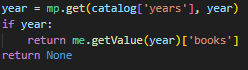 year = mp.get(catalog['years'], year)
if year:
    return me.getValue(year)['books']
return None